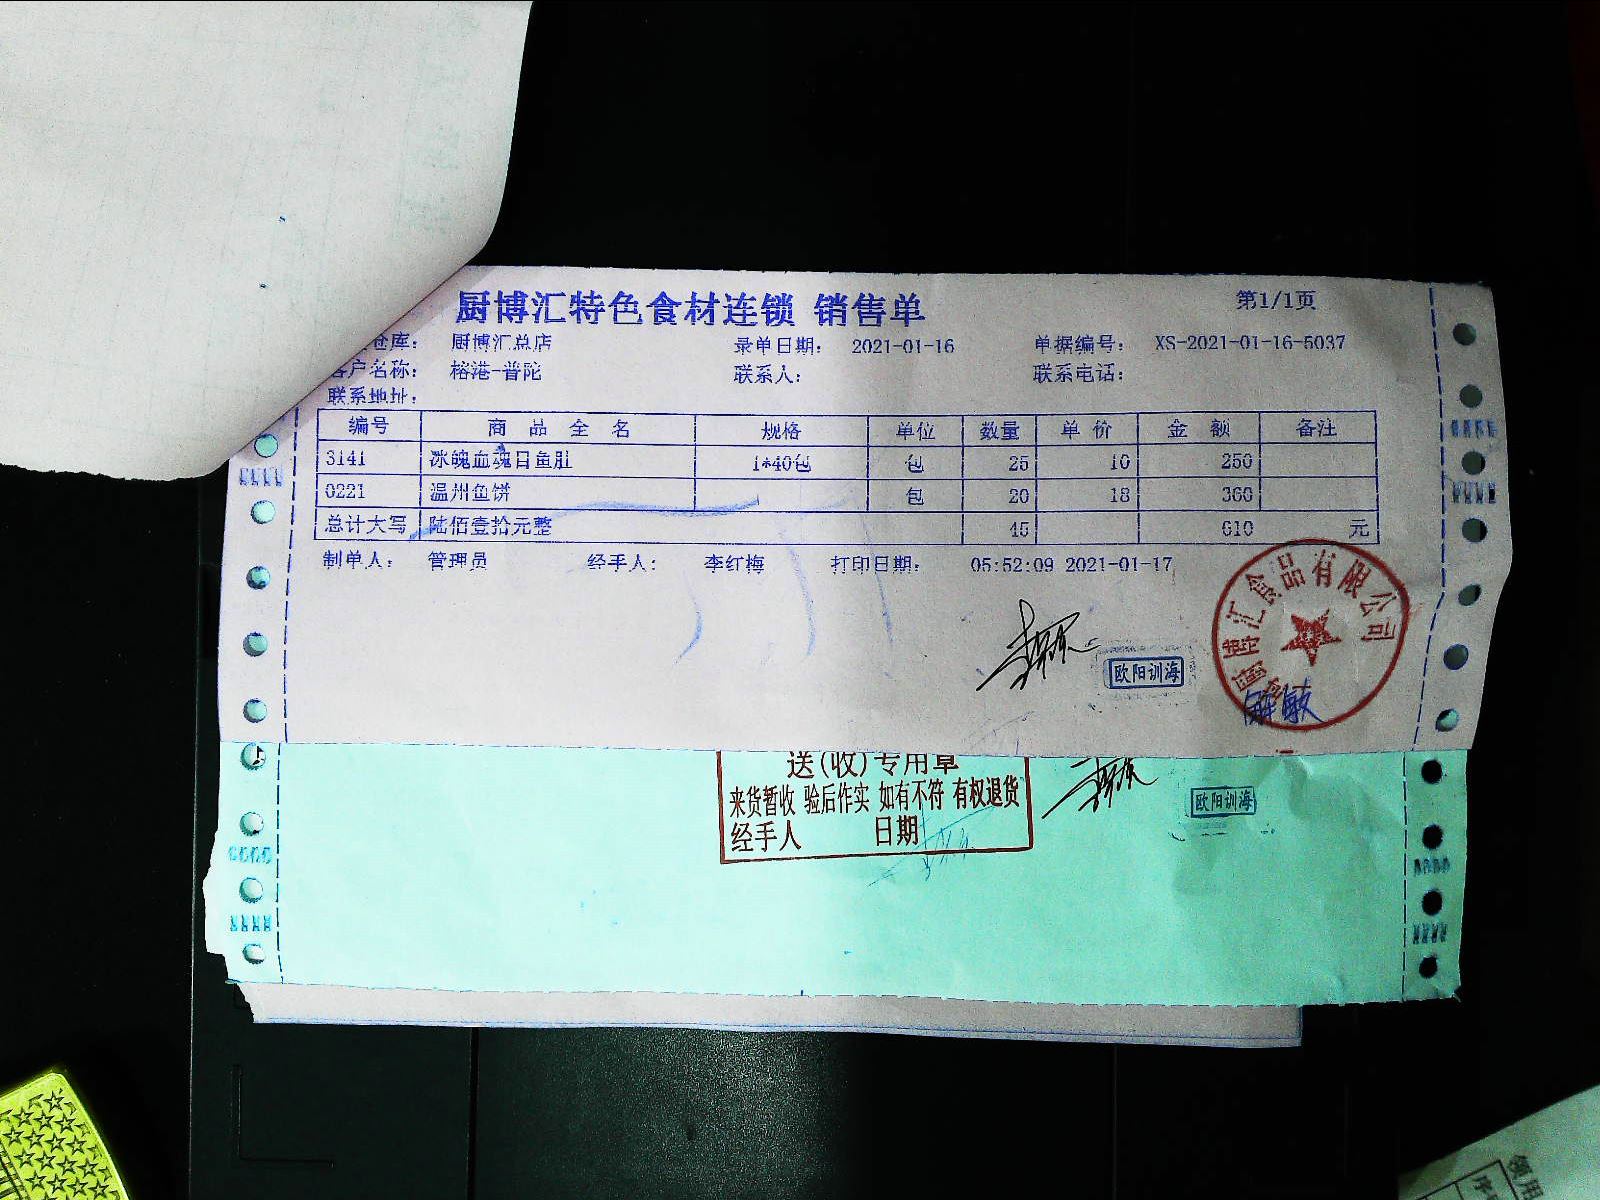 厨博汇特色食材连锁 销售单
第1/1页
仓库： 厨博汇总店 录单日期： 2021-01-16 单据编号： XS-2021-01-16-5037
客户名称： 榕港-普陀 联系人： 联系电话：
联系地址：
编号 商品全名 规格 单位 数量 单价 金额 备注
3141 冰魄血魂目鱼肚 1*40包 包 25 10 250
0221 温州鱼饼 包 20 18 360
总计大写 陆佰壹拾元整 45 610 元
制单人： 管理员 经手人： 李红梅 打印日期： 05:52:09 2021-01-17
博汇食品有限公司
欧阳训海
解敏
送(收)专用章
来货暂收 验后作实 如有不符 有权退货
经手人 日期
欧阳训海